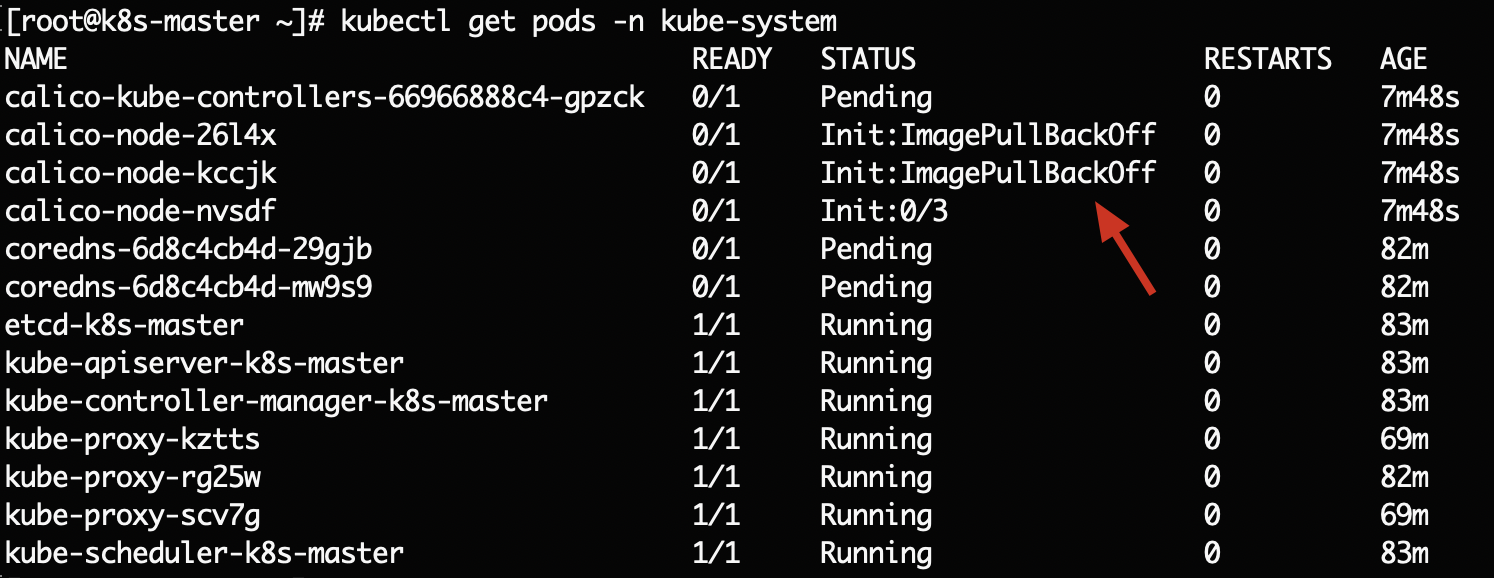 [root@k8s-master ~]# kubectl get pods -n kube-system
NAME READY STATUS RESTARTS AGE
calico-kube-controllers-66966888c4-gpzck 0/1 Pending 0 7m48s
calico-node-26l4x 0/1 Init:ImagePullBackOff 0 7m48s
calico-node-kccjk 0/1 Init:ImagePullBackOff 0 7m48s
calico-node-nvsdf 0/1 Init:0/3 0 7m48s
coredns-6d8c4cb4d-29gjb 0/1 Pending 0 82m
coredns-6d8c4cb4d-mw9s9 0/1 Pending 0 82m
etcd-k8s-master 1/1 Running 0 83m
kube-apiserver-k8s-master 1/1 Running 0 83m
kube-controller-manager-k8s-master 1/1 Running 0 83m
kube-proxy-kztts 1/1 Running 0 69m
kube-proxy-rg25w 1/1 Running 0 82m
kube-proxy-scv7g 1/1 Running 0 69m
kube-scheduler-k8s-master 1/1 Running 0 83m